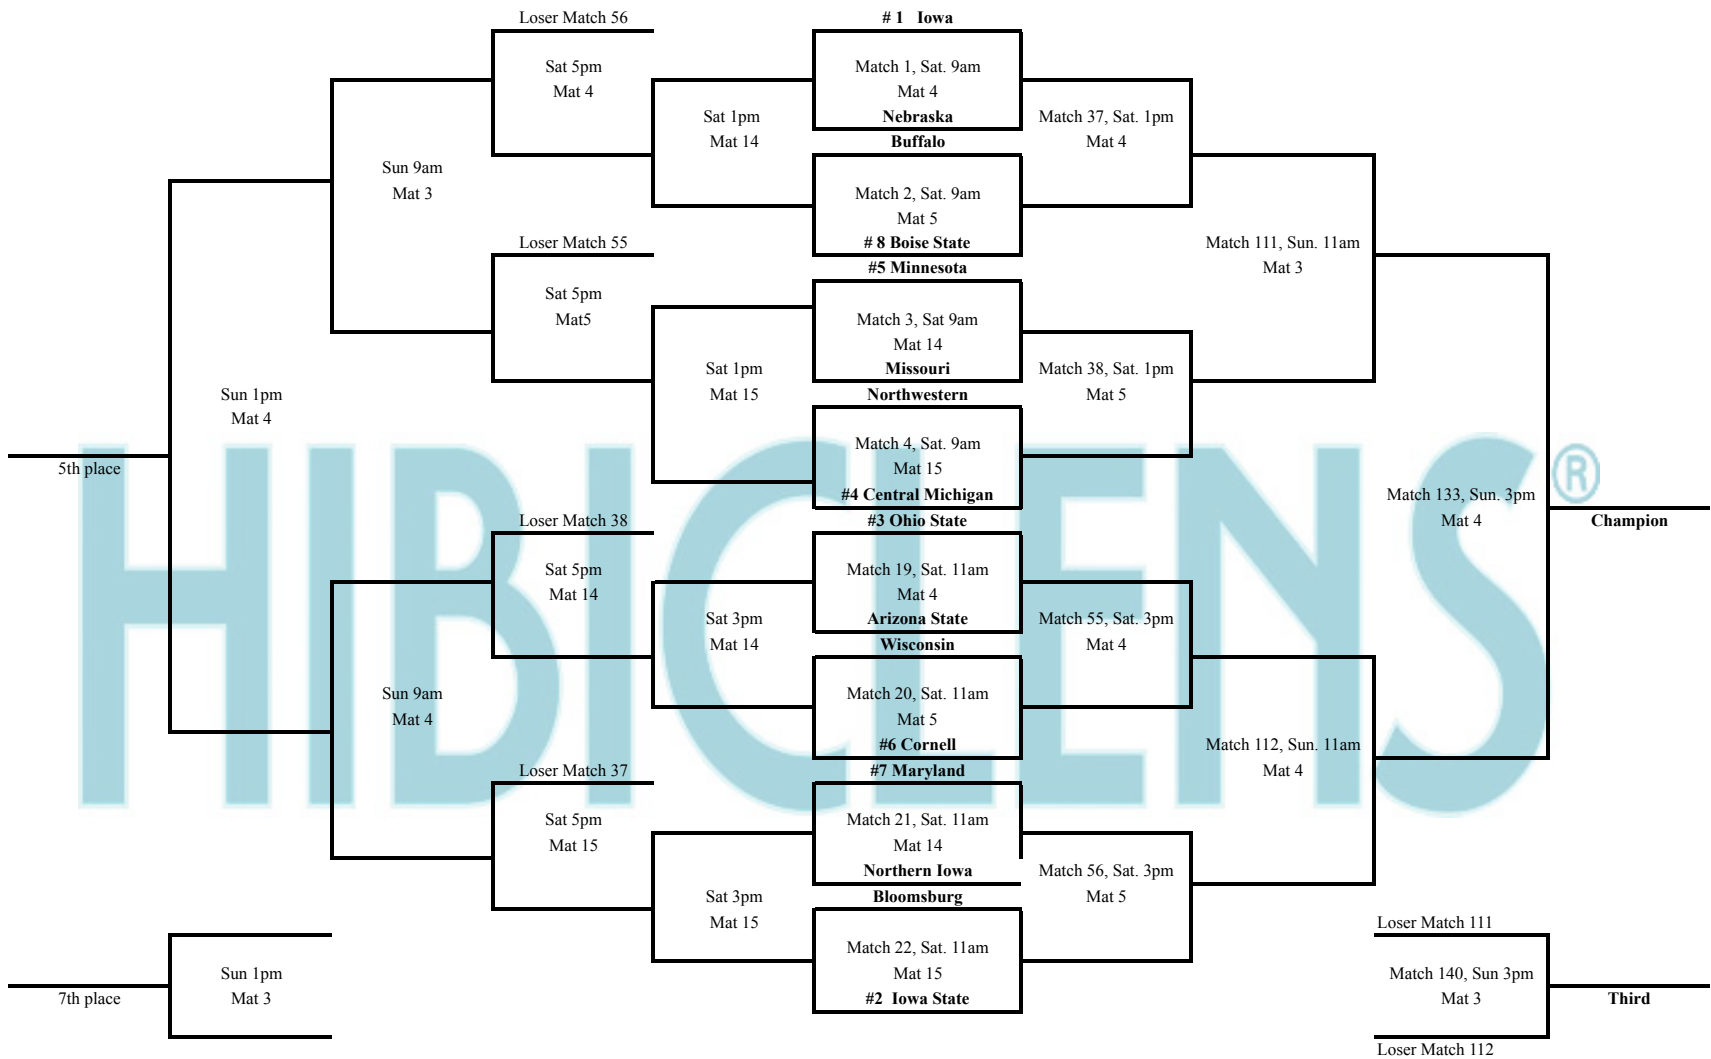 Loser Match 56
# 1 Iowa
Sat 5pm
Mat 4
Match 1, Sat. 9am
Mat 4
Sat 1pm
Mat 14
Nebraska
Match 37, Sat. 1pm
Mat 4
Buffalo
Sun 9am
Mat 3
Match 2, Sat. 9am
Mat 5
Loser Match 55
# 8 Boise State
Match 111, Sun. 11am
Mat 3
#5 Minnesota
Sat 5pm
Mat5
Match 3, Sat 9am
Mat 14
Sat 1pm
Mat 15
Missouri
Match 38, Sat. 1pm
Mat 5
Sun 1pm
Mat 4
Northwestern
Match 4, Sat. 9am
Mat 15
5th place
#4 Central Michigan
Match 133, Sun. 3pm
Mat 4
Champion
HIBICLENS®
Loser Match 38
#3 Ohio State
Sat 5pm
Mat 14
Match 19, Sat. 11am
Mat 4
Sat 3pm
Mat 14
Arizona State
Match 55, Sat. 3pm
Mat 4
Wisconsin
Sun 9am
Mat 4
Match 20, Sat. 11am
Mat 5
#6 Cornell
Match 112, Sun. 11am
Mat 4
Loser Match 37
#7 Maryland
Sat 5pm
Mat 15
Match 21, Sat. 11am
Mat 14
Northern Iowa
Match 56, Sat. 3pm
Mat 5
Sat 3pm
Mat 15
Bloomsburg
Match 22, Sat. 11am
Mat 15
#2 Iowa State
Loser Match 111
Sun 1pm
Mat 3
7th place
Match 140, Sun 3pm
Mat 3
Third
Loser Match 112